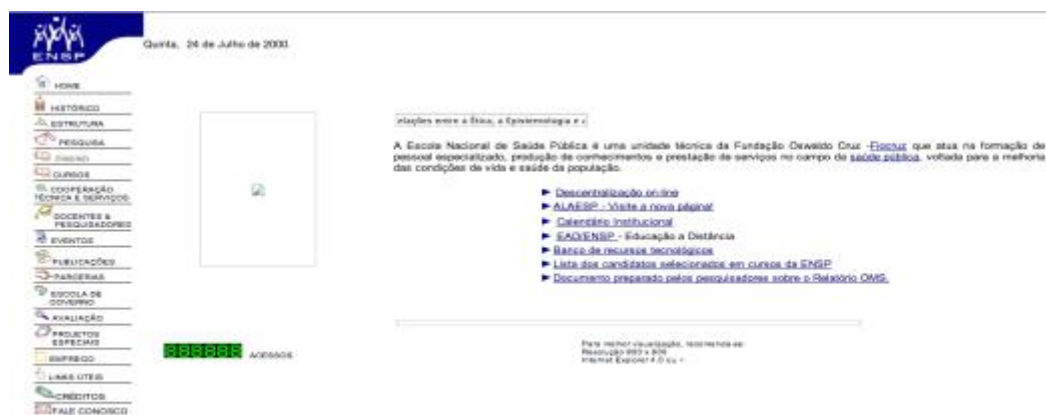 ENSP
Quinta, 24 de Julho de 2000.
HOME
HISTÓRICO
ESTRUTURA
PESQUISA
ENSINO
CURSOS
COOPERAÇÃO
TÉCNICA E SERVIÇOS
DOCENTES &
PESQUISADORES
EVENTOS
PUBLICAÇÕES
PARCERIAS
ESCOLA DE
GOVERNO
AVALIAÇÃO
PROJETOS
ESPECIAIS
EMPREGO
LINKS ÚTEIS
CRÉDITOS
FALE CONOSCO
elações entre a Ética, a Epistemologia e
A Escola Nacional de Saúde Pública é uma unidade técnica da Fundação Oswaldo Cruz -Fiocruz que atua na formação de
pessoal especializado, produção de conhecimentos e prestação de serviços no campo da saúde pública, voltada para a melhoria
das condições de vida e saúde da população.
Descentralização on line
ALAESP - Visite a nova página!
Calendário Institucional
EAD/ENSP - Educação a Distância
Banco de recursos tecnológicos
Lista dos candidatos selecionados em cursos da ENSP
Documento preparado pelos pesquisadores sobre o Relatório OMS.
888888 ACESSOS
Para melhor visualização, recomenda-se:
Resolução 800 x 600
Internet Explorer 4.0 ou +